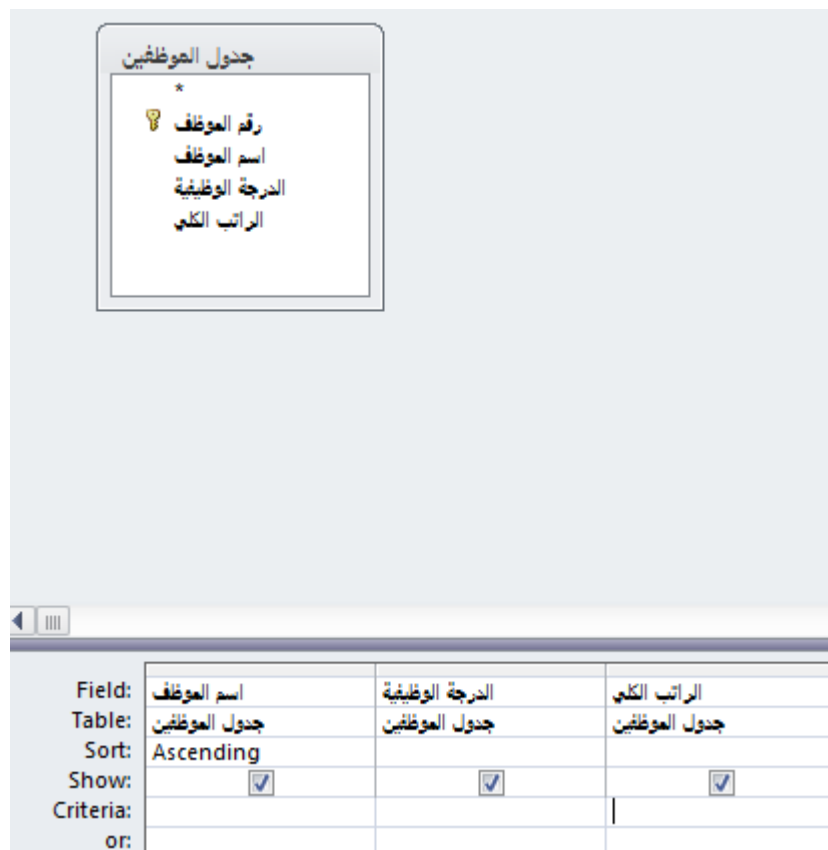 جدول الموظفين
*
رقم الموظف
اسم الموظف
الدرجة الوظيفية
الراتب الكلي
Field: اسم الموظف الدرجة الوظيفية الراتب الكلي
Table: جدول الموظفين جدول الموظفين جدول الموظفين
Sort: Ascending
Show:
Criteria:
or: